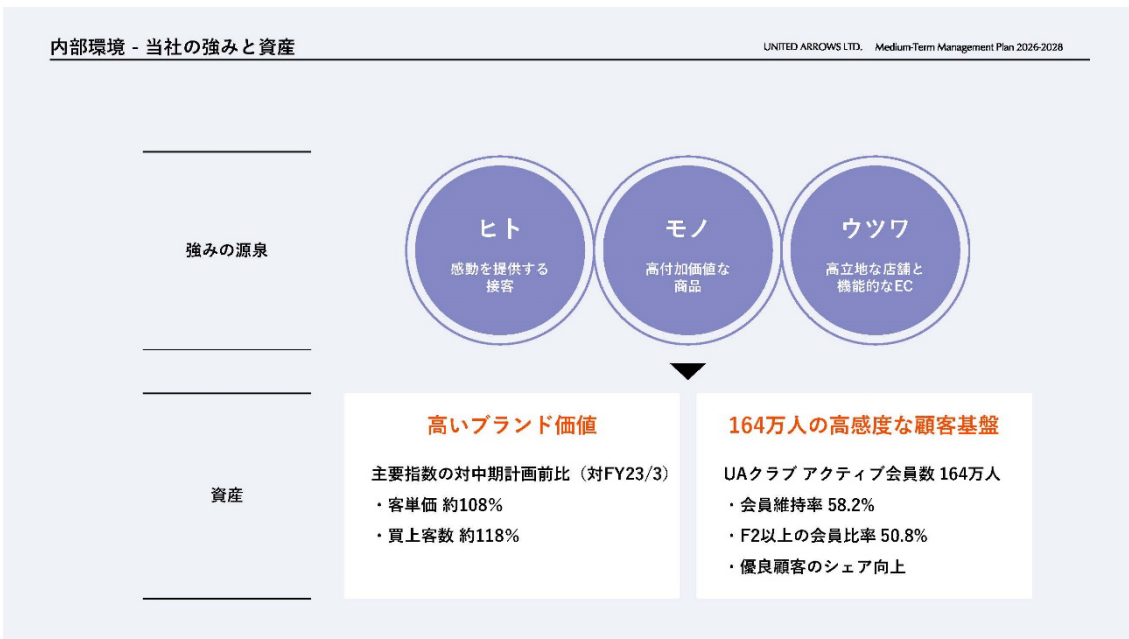 内部環境 - 当社の強みと資産
UNITED ARROWS LTD. Medium-Term Management Plan 2026-2028
強みの源泉
ヒト
感動を提供する
接客
モノ
高付加価値な
商品
ウツワ
高立地な店舗と
機能的なEC
資産
高いブランド価値
主要指数の対中期計画前比（対FY23/3）
・客単価 約108%
・買上客数 約118%
164万人の高感度な顧客基盤
UAクラブ アクティブ会員数 164万人
・会員維持率 58.2%
・F2以上の会員比率 50.8%
・優良顧客のシェア向上